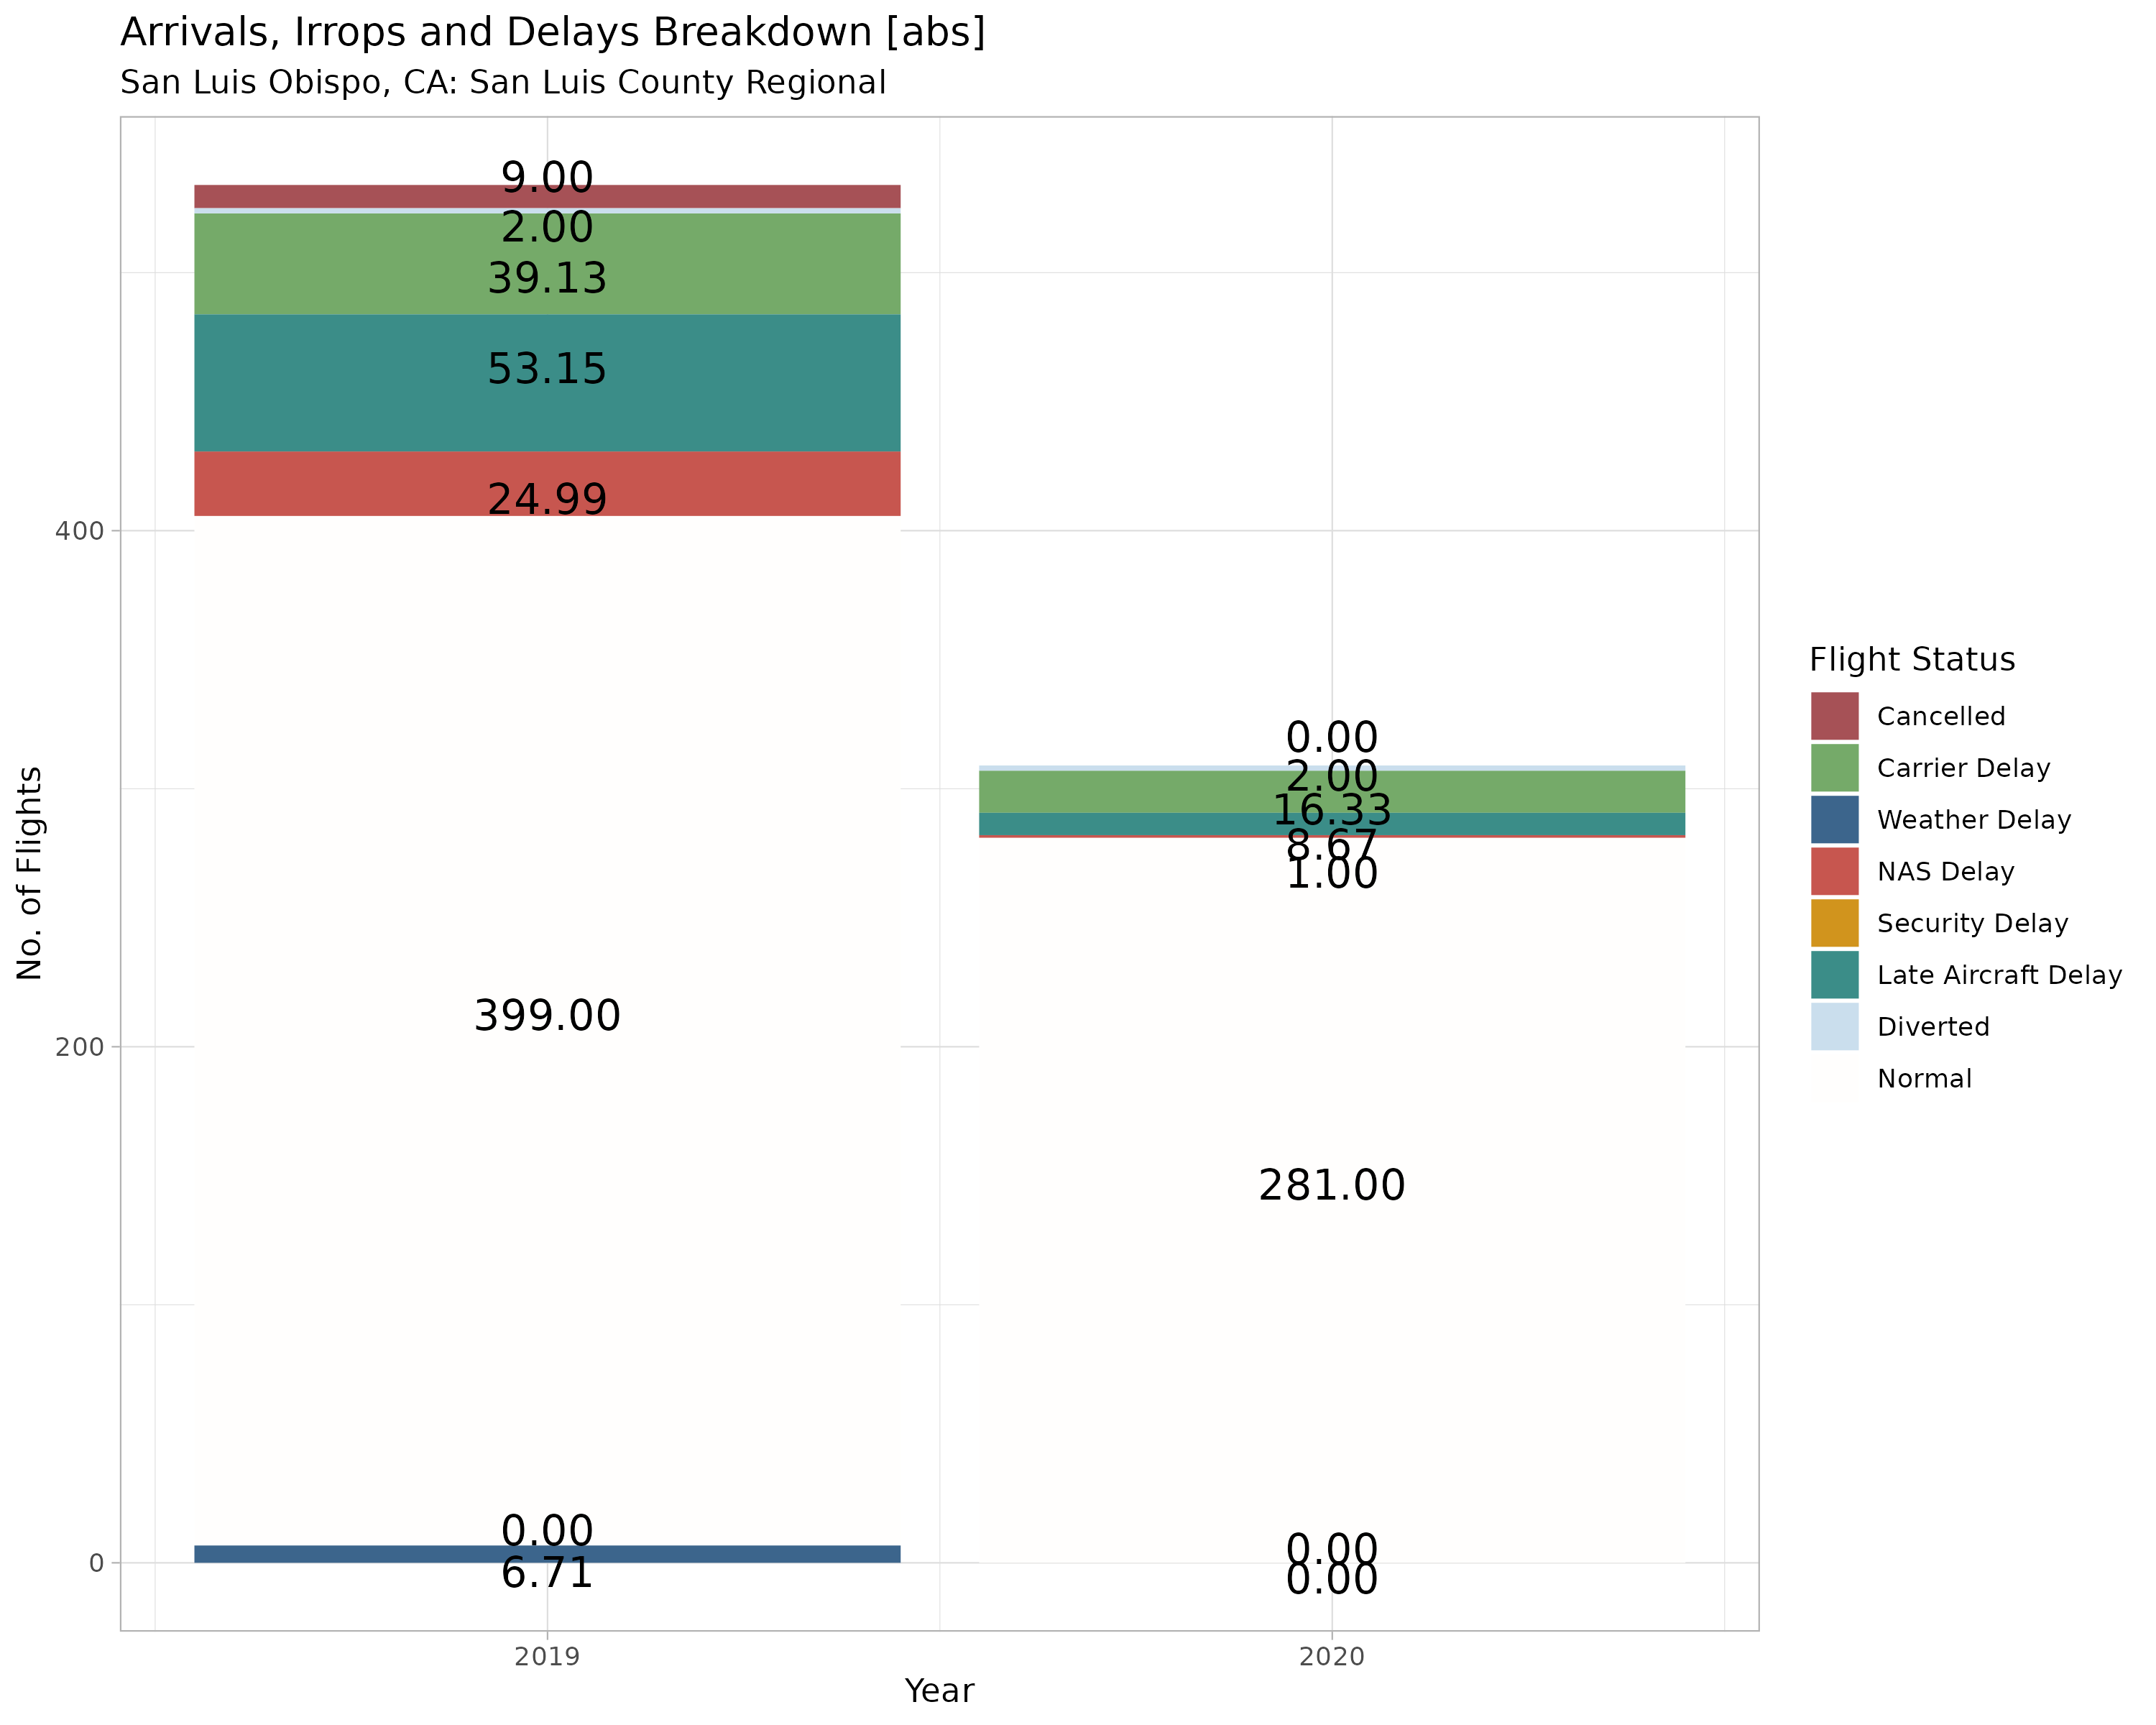 Arrivals, Irrops and Delays Breakdown [abs]
San Luis Obispo, CA: San Luis County Regional
No. of Flights
400
200
0
9.00
2.00
39.13
53.15
24.99
399.00
0.00
6.71
0.00
2.00
16.33
8.67
1.00
281.00
0.00
0.00
2019
2020
Year
Flight Status
Cancelled
Carrier Delay
Weather Delay
NAS Delay
Security Delay
Late Aircraft Delay
Diverted
Normal